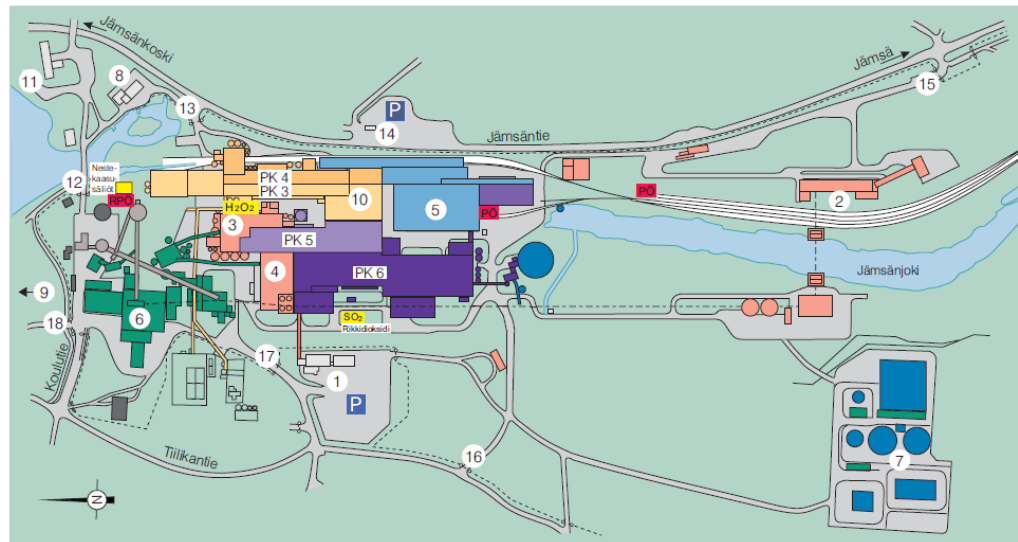 Jämsänkoski
Jämsä
11
8
13
P
14
15
Jämsäntie
12
Neste-
kaasu-
säiliöt
RPÖ
PK 4
PK 3
H₂O₂
10
5
PÖ
PÖ
2
3
PK 5
4
PK 6
Jämsänjoki
9
6
SO₂
Rikkidioksidi
18
17
Koulutie
1
P
Tiilikantie
16
7
N